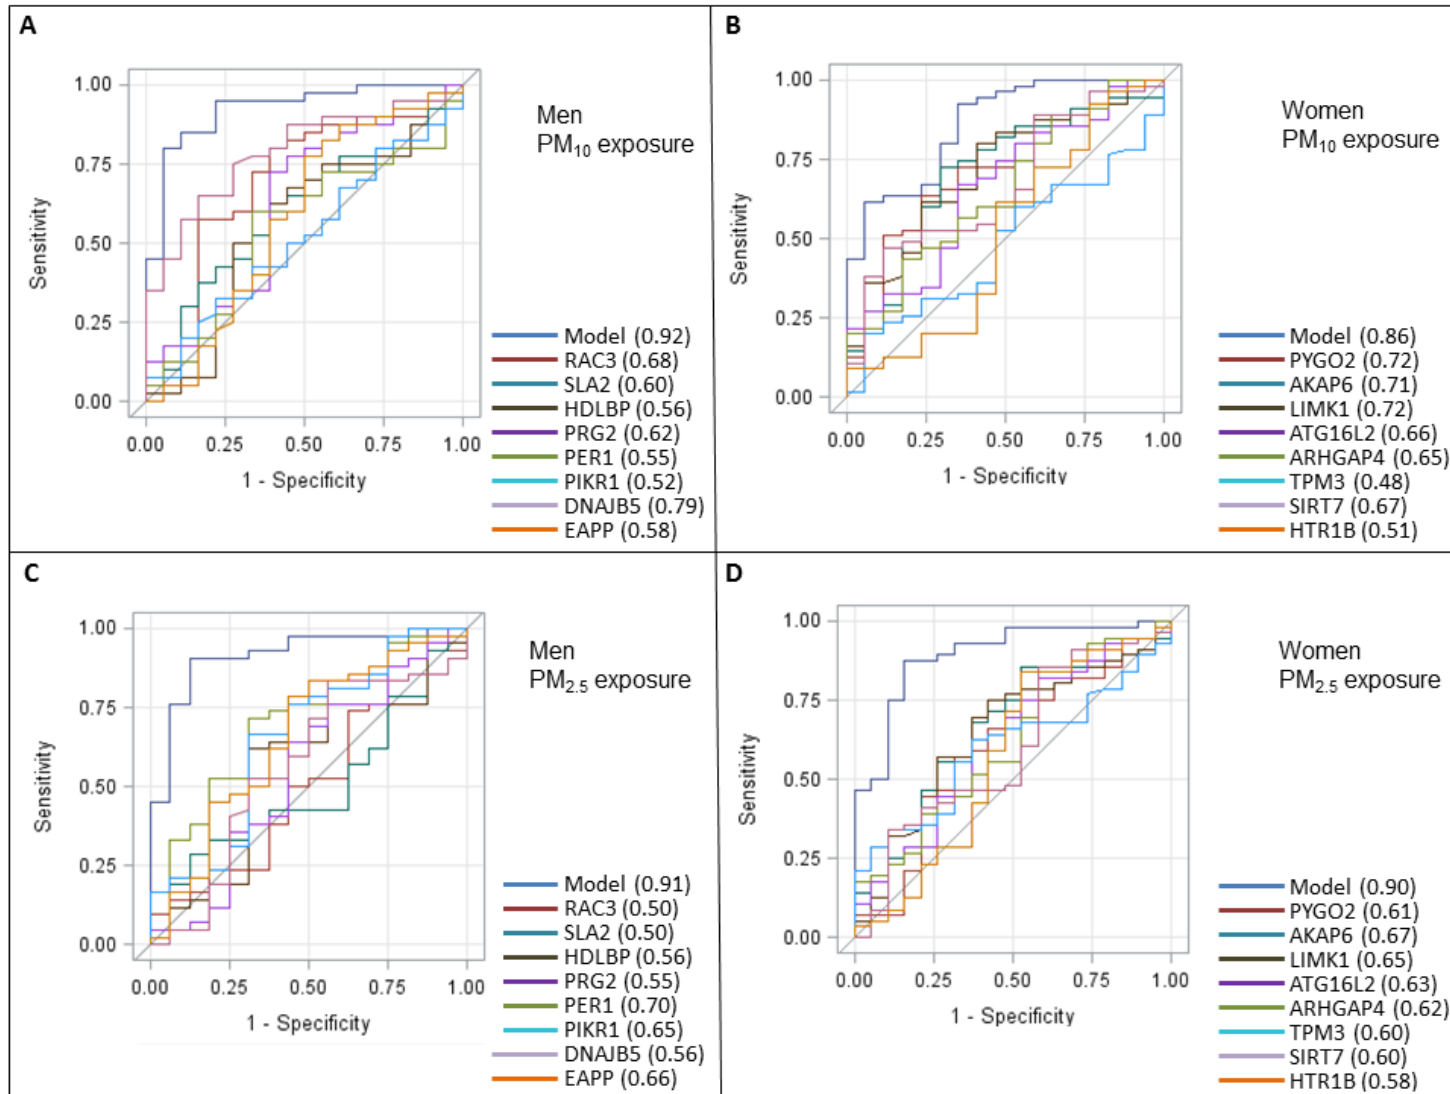 A
1.00
0.75
0.50
0.25
0.00
Sensitivity
0.00 0.25 0.50 0.75 1.00
1 - Specificity
Men
PM10 exposure
Model (0.92)
RAC3 (0.68)
SLA2 (0.60)
HDLBP (0.56)
PRG2 (0.62)
PER1 (0.55)
PIKR1 (0.52)
DNAJB5 (0.79)
EAPP (0.58)
B
1.00
0.75
0.50
0.25
0.00
Sensitivity
0.00 0.25 0.50 0.75 1.00
1 - Specificity
Women
PM10 exposure
Model (0.86)
PYGO2 (0.72)
AKAP6 (0.71)
LIMK1 (0.72)
ATG16L2 (0.66)
ARHGAP4 (0.65)
TPM3 (0.48)
SIRT7 (0.67)
HTR1B (0.51)
C
1.00
0.75
0.50
0.25
0.00
Sensitivity
0.00 0.25 0.50 0.75 1.00
1 - Specificity
Men
PM2.5 exposure
Model (0.91)
RAC3 (0.50)
SLA2 (0.50)
HDLBP (0.56)
PRG2 (0.55)
PER1 (0.70)
PIKR1 (0.65)
DNAJB5 (0.56)
EAPP (0.66)
D
1.00
0.75
0.50
0.25
0.00
Sensitivity
0.00 0.25 0.50 0.75 1.00
1 - Specificity
Women
PM2.5 exposure
Model (0.90)
PYGO2 (0.61)
AKAP6 (0.67)
LIMK1 (0.65)
ATG16L2 (0.63)
ARHGAP4 (0.62)
TPM3 (0.60)
SIRT7 (0.60)
HTR1B (0.58)